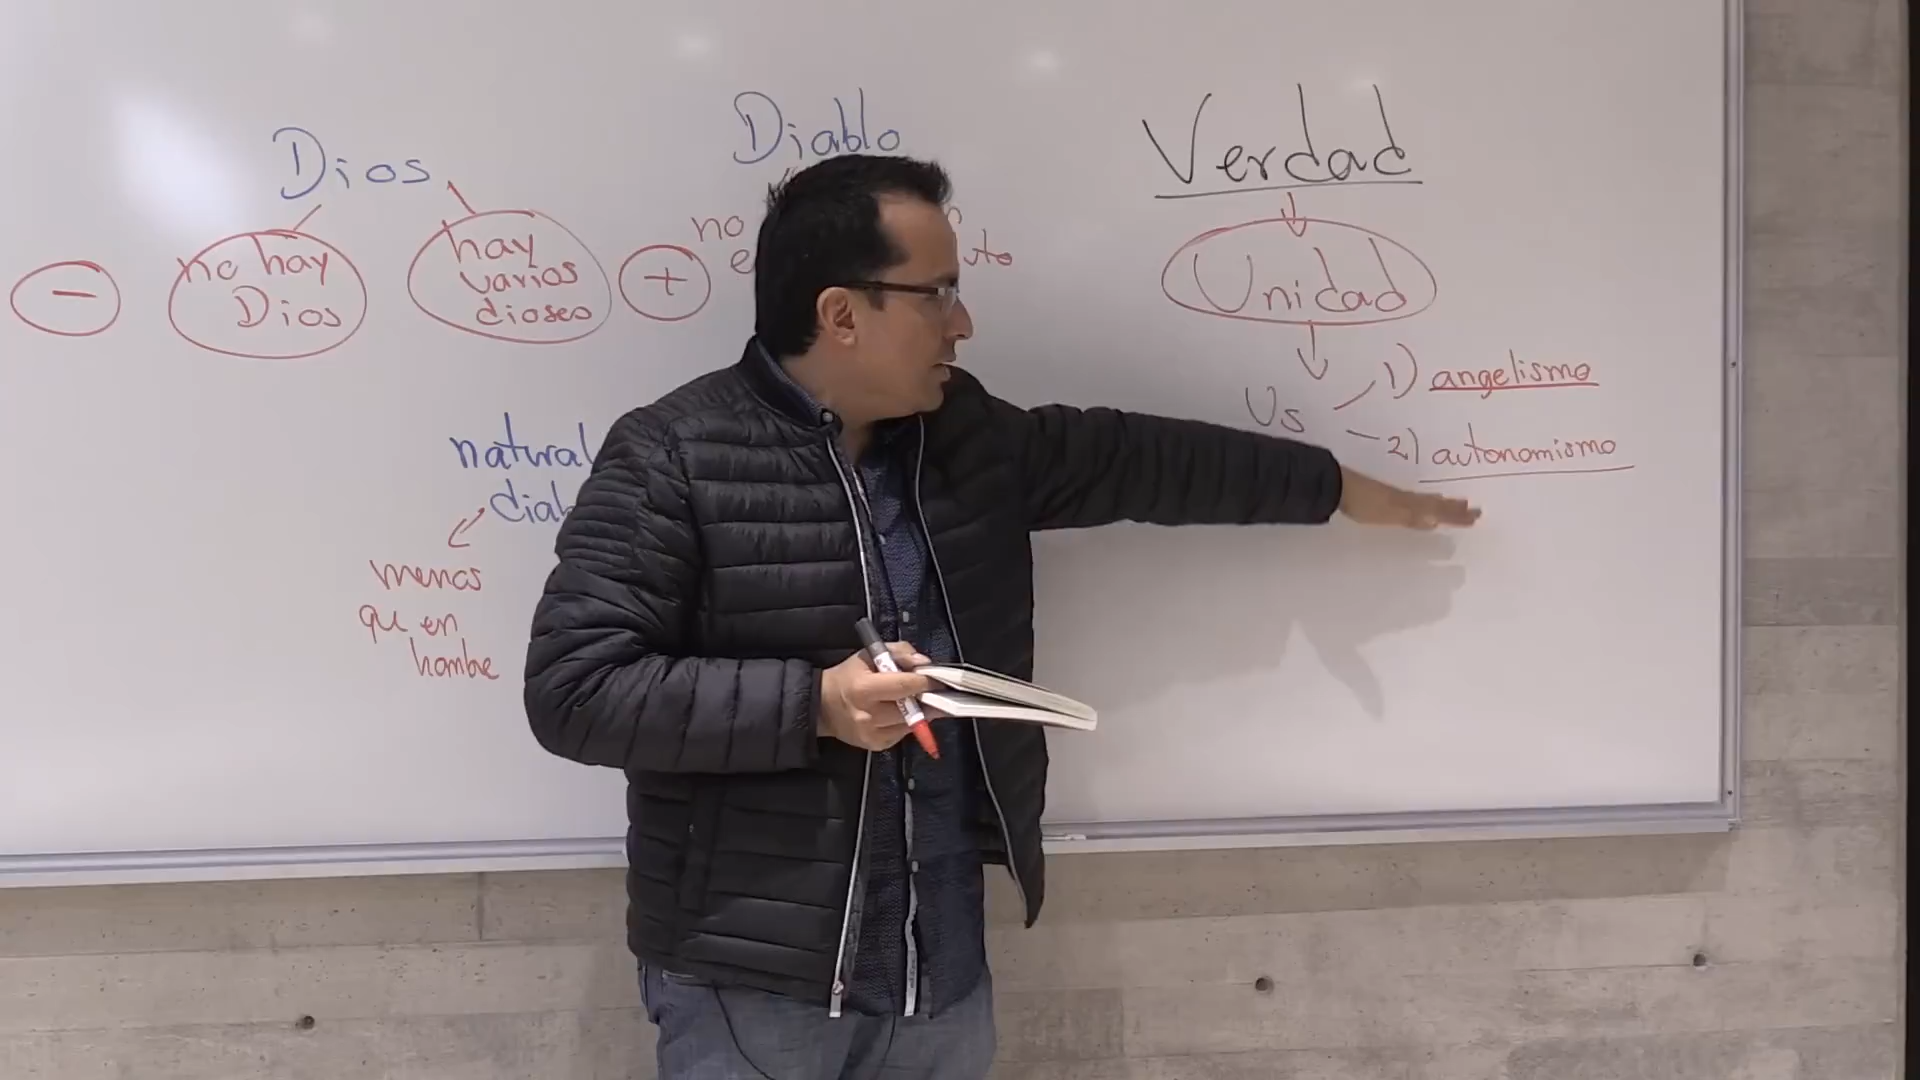 Dios
no hay
Dios
hay
varios
dioses
−
+
Diablo
no
natural
menos
que en
hombre
Verdad
Unidad
Vs
1) angelismo
2) autonomismo